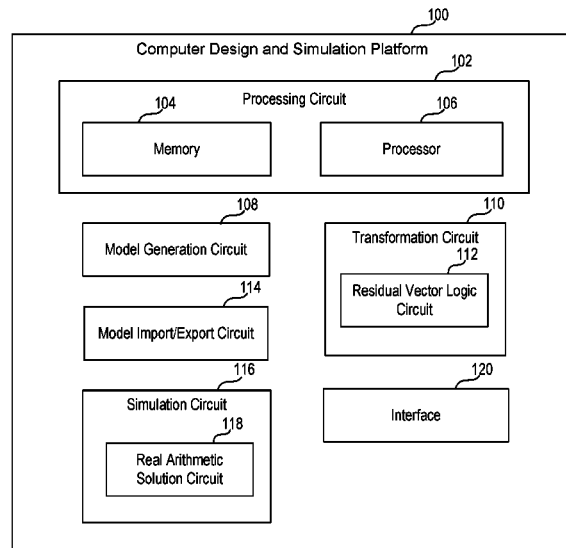 100
Computer Design and Simulation Platform
102
Processing Circuit
104
106
Memory
Processor
108
110
Model Generation Circuit
Transformation Circuit
112
Residual Vector Logic
Circuit
114
Model Import/Export Circuit
116
120
Simulation Circuit
Interface
118
Real Arithmetic
Solution Circuit